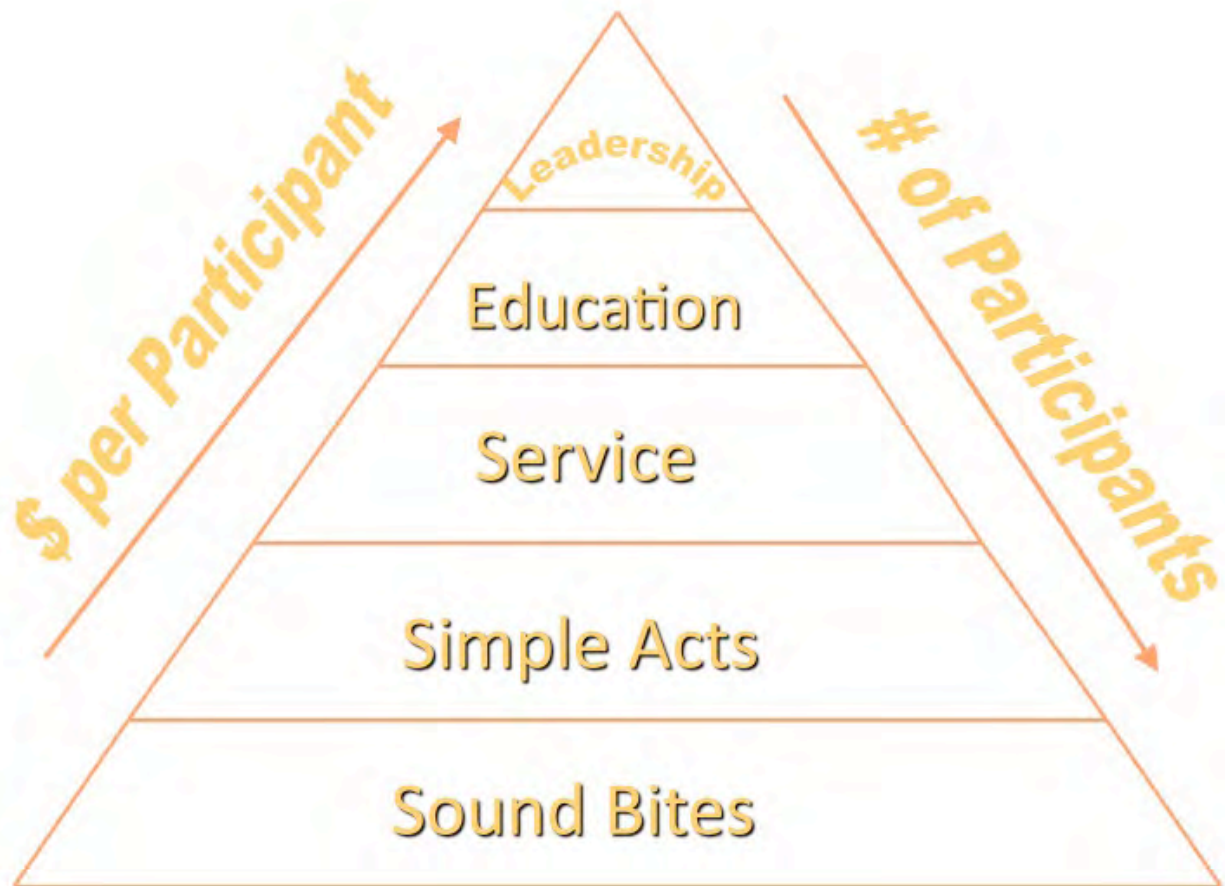 $ per Participant
# of Participants
Leadership
Education
Service
Simple Acts
Sound Bites